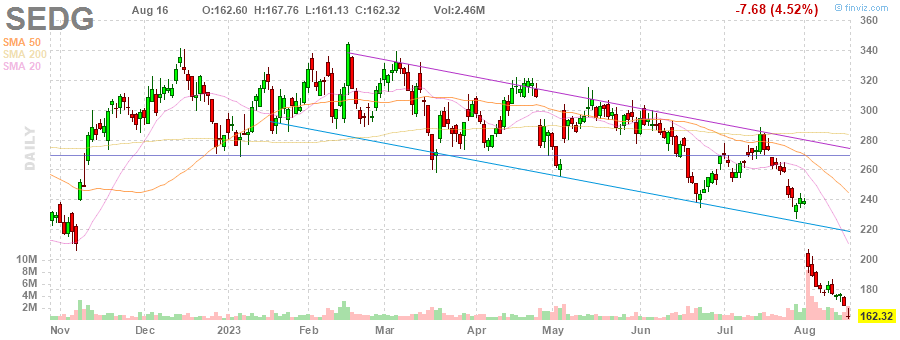 SEDG
Aug 16 O:162.60 H:167.76 L:161.13 C:162.32 Vol:2.46M -7.68 (4.52%)
© finviz.com
SMA 50
SMA 200
SMA 20
DAILY
360
340
320
300
280
260
240
220
200
180
162.32
10M
8M
6M
4M
2M
Nov Dec 2023 Feb Mar Apr May Jun Jul Aug